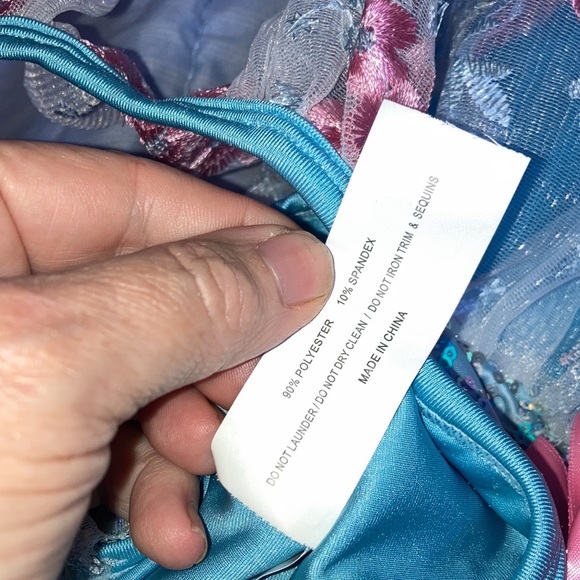 90% POLYESTER 10% SPANDEX
DO NOT LAUNDER/DO NOT DRY CLEAN / DO NOT IRON TRIM & SEQUINS
MADE IN CHINA